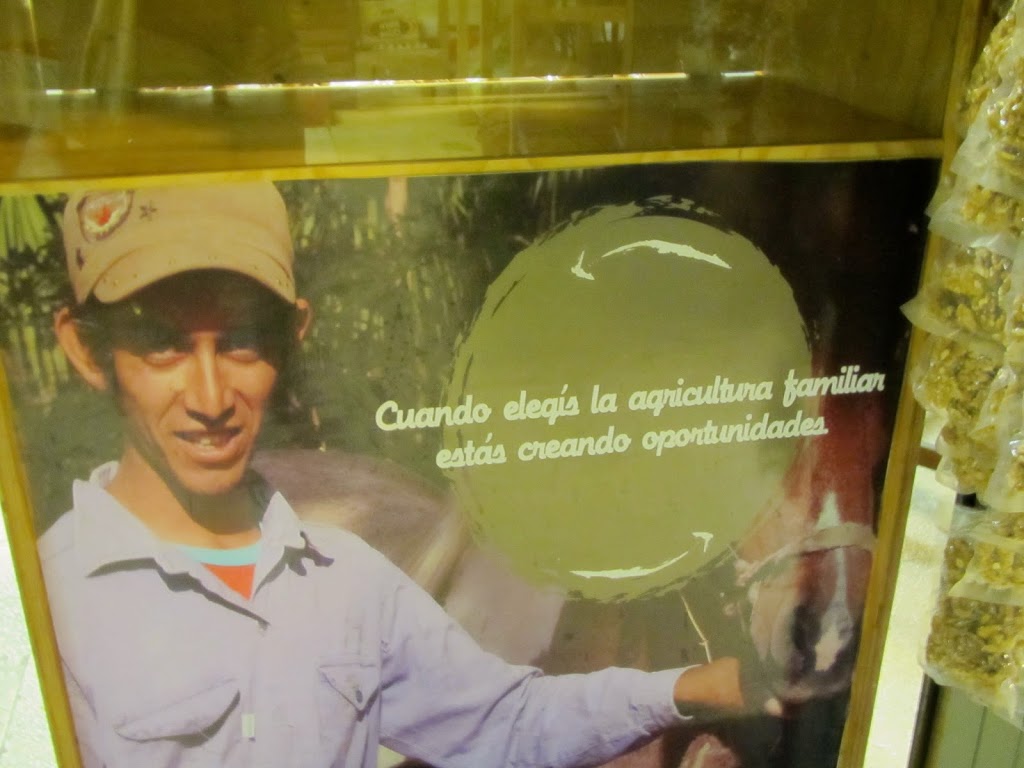 Cuando elegís la agricultura familiar
estás creando oportunidades